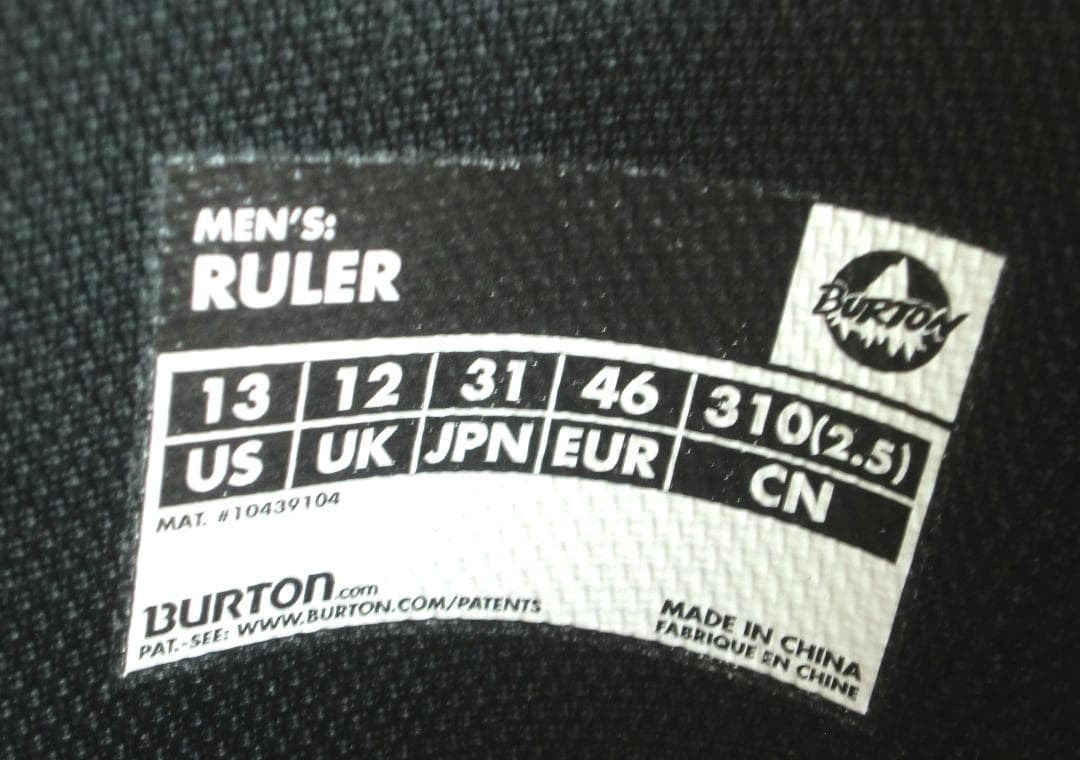 MEN'S:
RULER
BURTON
13 12 31 46 310(2.5)
US UK JPN EUR CN
MAT. #10439104
BURTON.com
PAT.-SEE: WWW.BURTON.COM/PATENTS
MADE IN CHINA
FABRIQUE EN CHINE